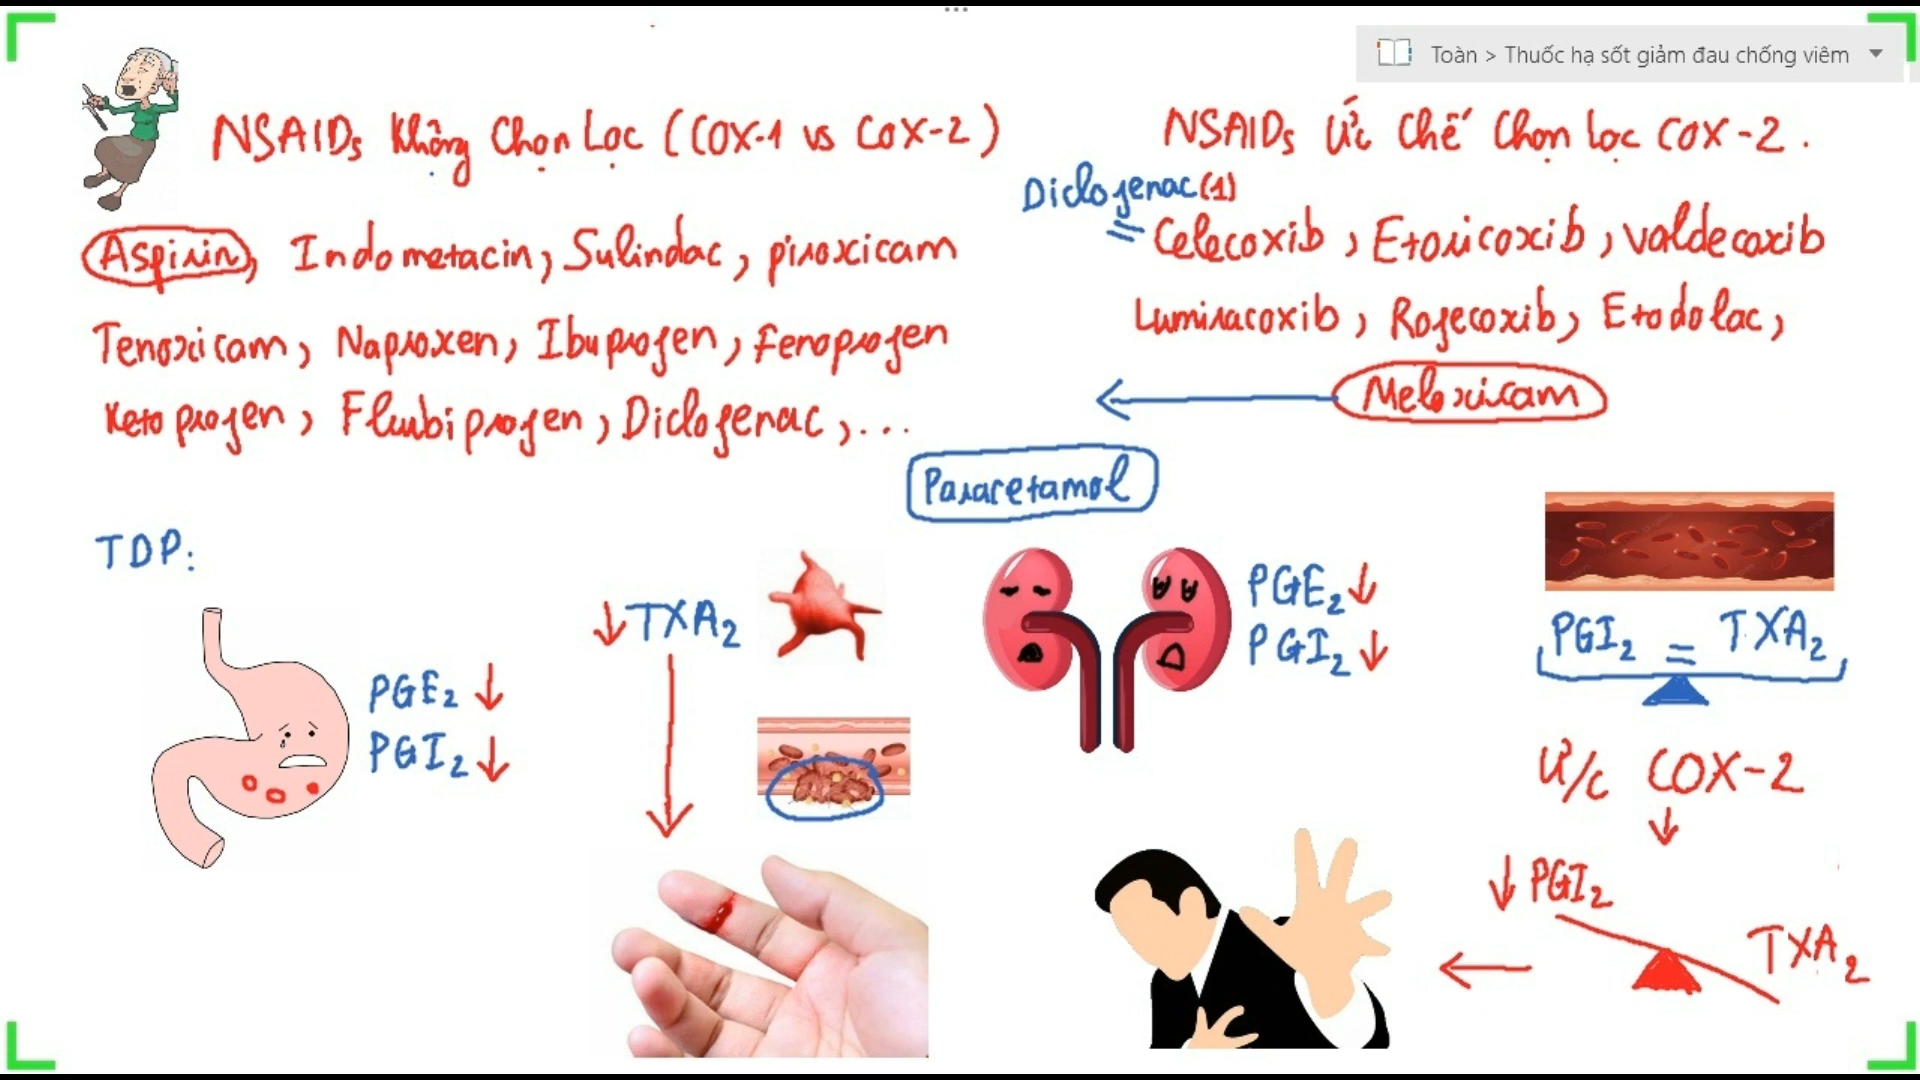 Toàn > Thuốc hạ sốt giảm đau chống viêm
NSAIDs Không Chọn Lọc (COX-1 vs COX-2)
Aspirin, Indometacin, Sulindac, piroxicam
Tenoxicam, Naproxen, Ibuprofen, Fenoprofen
Ketoprofen, Flurbiprofen, Diclofenac,...
NSAIDs Ức Chế Chọn Lọc COX-2.
Diclofenac(1)
= Celecoxib, Etoricoxib, valdecoxib
Lumiracoxib, Rofecoxib, Etodolac,
← Meloxicam
Paracetamol
TDP:
PGE2 ↓
PGI2 ↓
↓ TXA2
PGE2 ↓
PGI2 ↓
PGI2 = TXA2
Ư/c COX-2
↓
↓ PGI2
TXA2
←